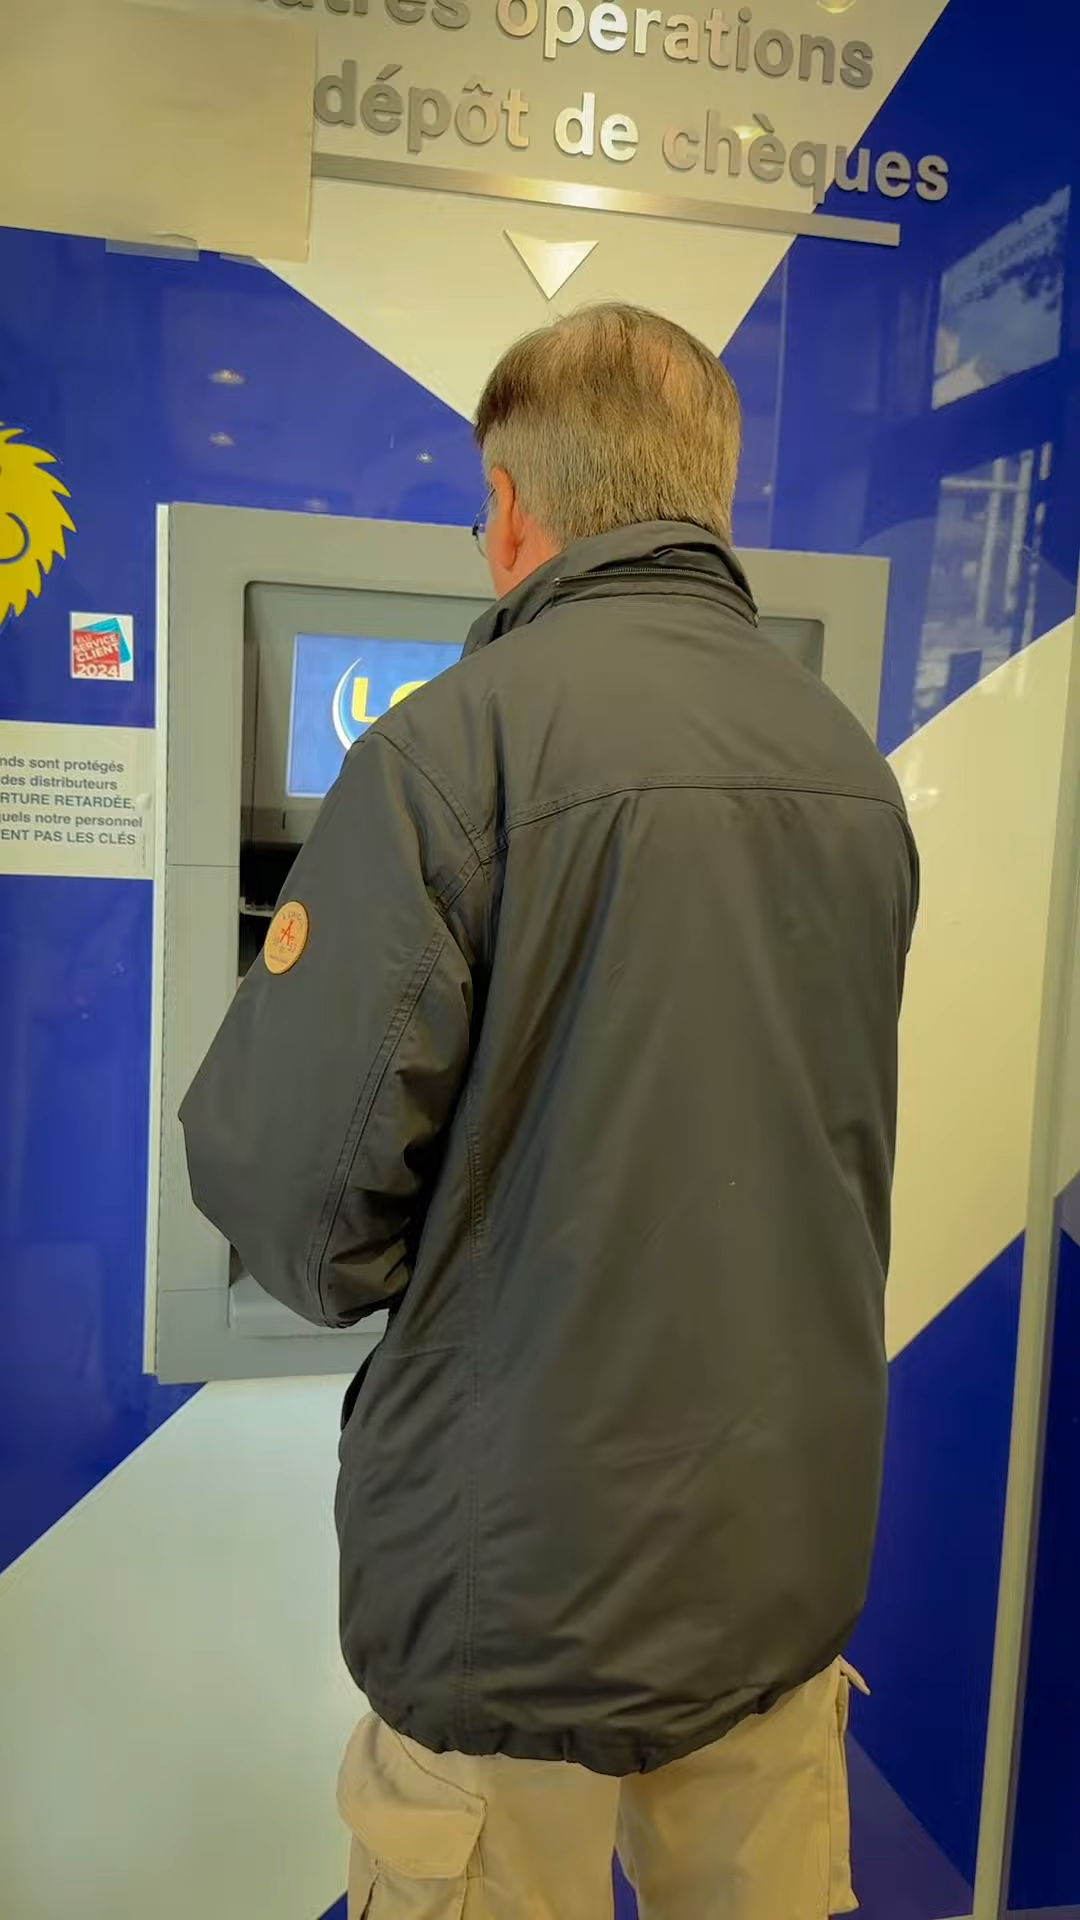 opérations
dépôt de chèques
ELU
SERVICE
CLIENT
2024
nds sont protégés
des distributeurs
RTURE RETARDÉE,
quels notre personnel
ENT PAS LES CLÉS